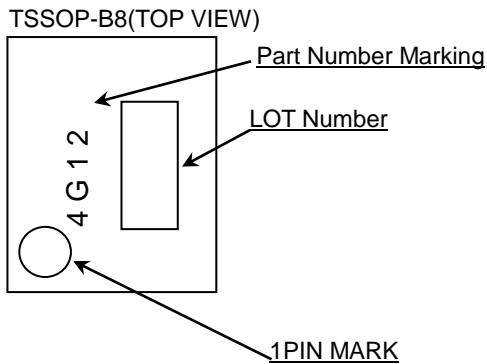 TSSOP-B8(TOP VIEW)
Part Number Marking
LOT Number
4G12
1PIN MARK